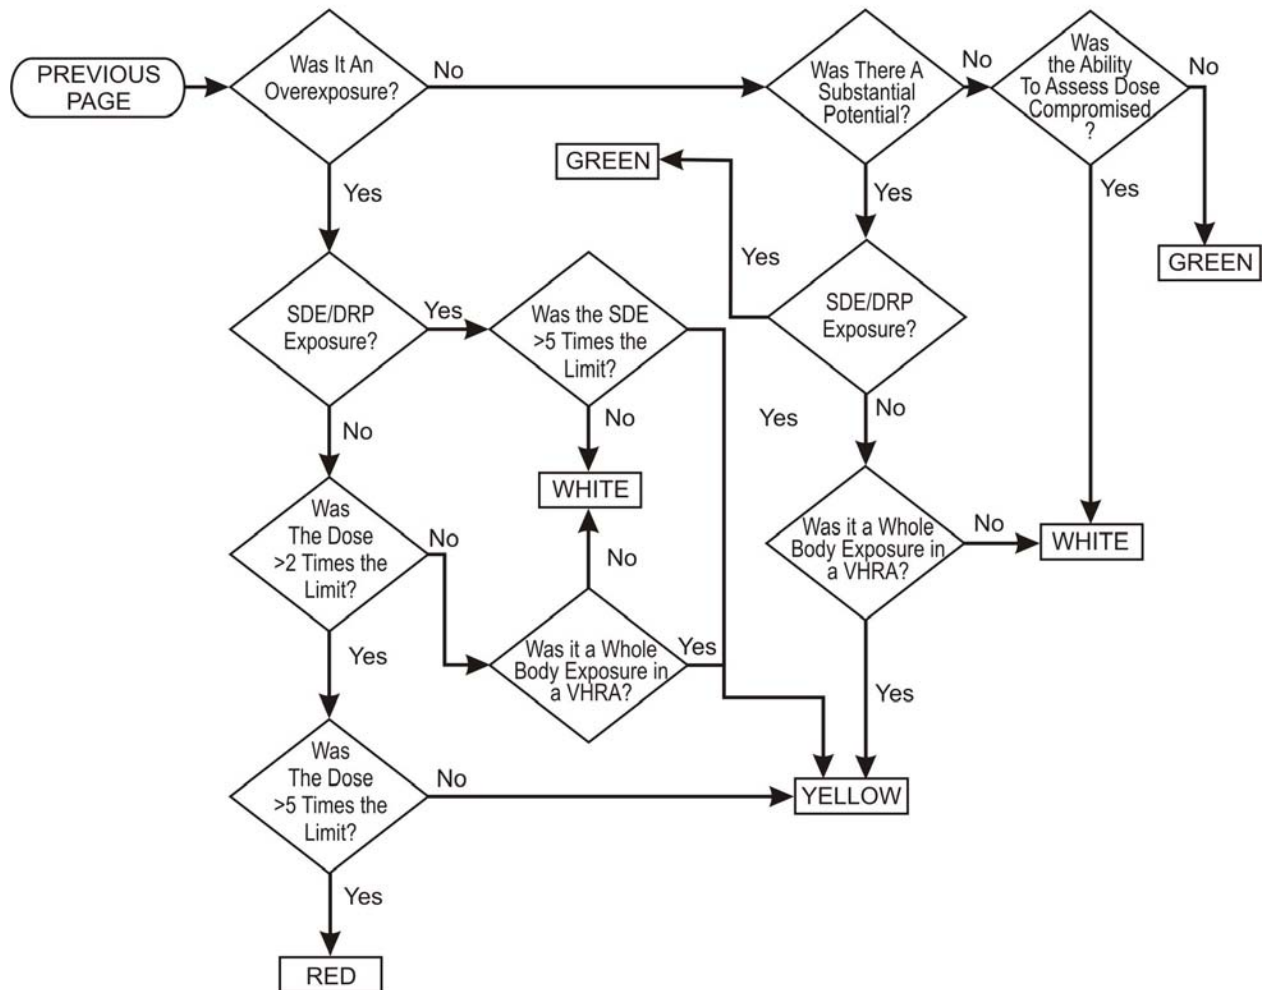 PREVIOUS
PAGE
Was It An
Overexposure?
No
Was There A
Substantial
Potential?
No
Was
the Ability
To Assess Dose
Compromised
?
No
GREEN
Yes
Yes
Yes
Yes
GREEN
SDE/DRP
Exposure?
Yes
Was the SDE
>5 Times the
Limit?
SDE/DRP
Exposure?
No
No
Yes
No
WHITE
Was
The Dose
>2 Times the
Limit?
No
No
Was it a Whole
Body Exposure in
a VHRA?
No
WHITE
Yes
Was it a Whole
Body Exposure in
a VHRA?
Yes
Yes
Was
The Dose
>5 Times the
Limit?
No
YELLOW
Yes
RED